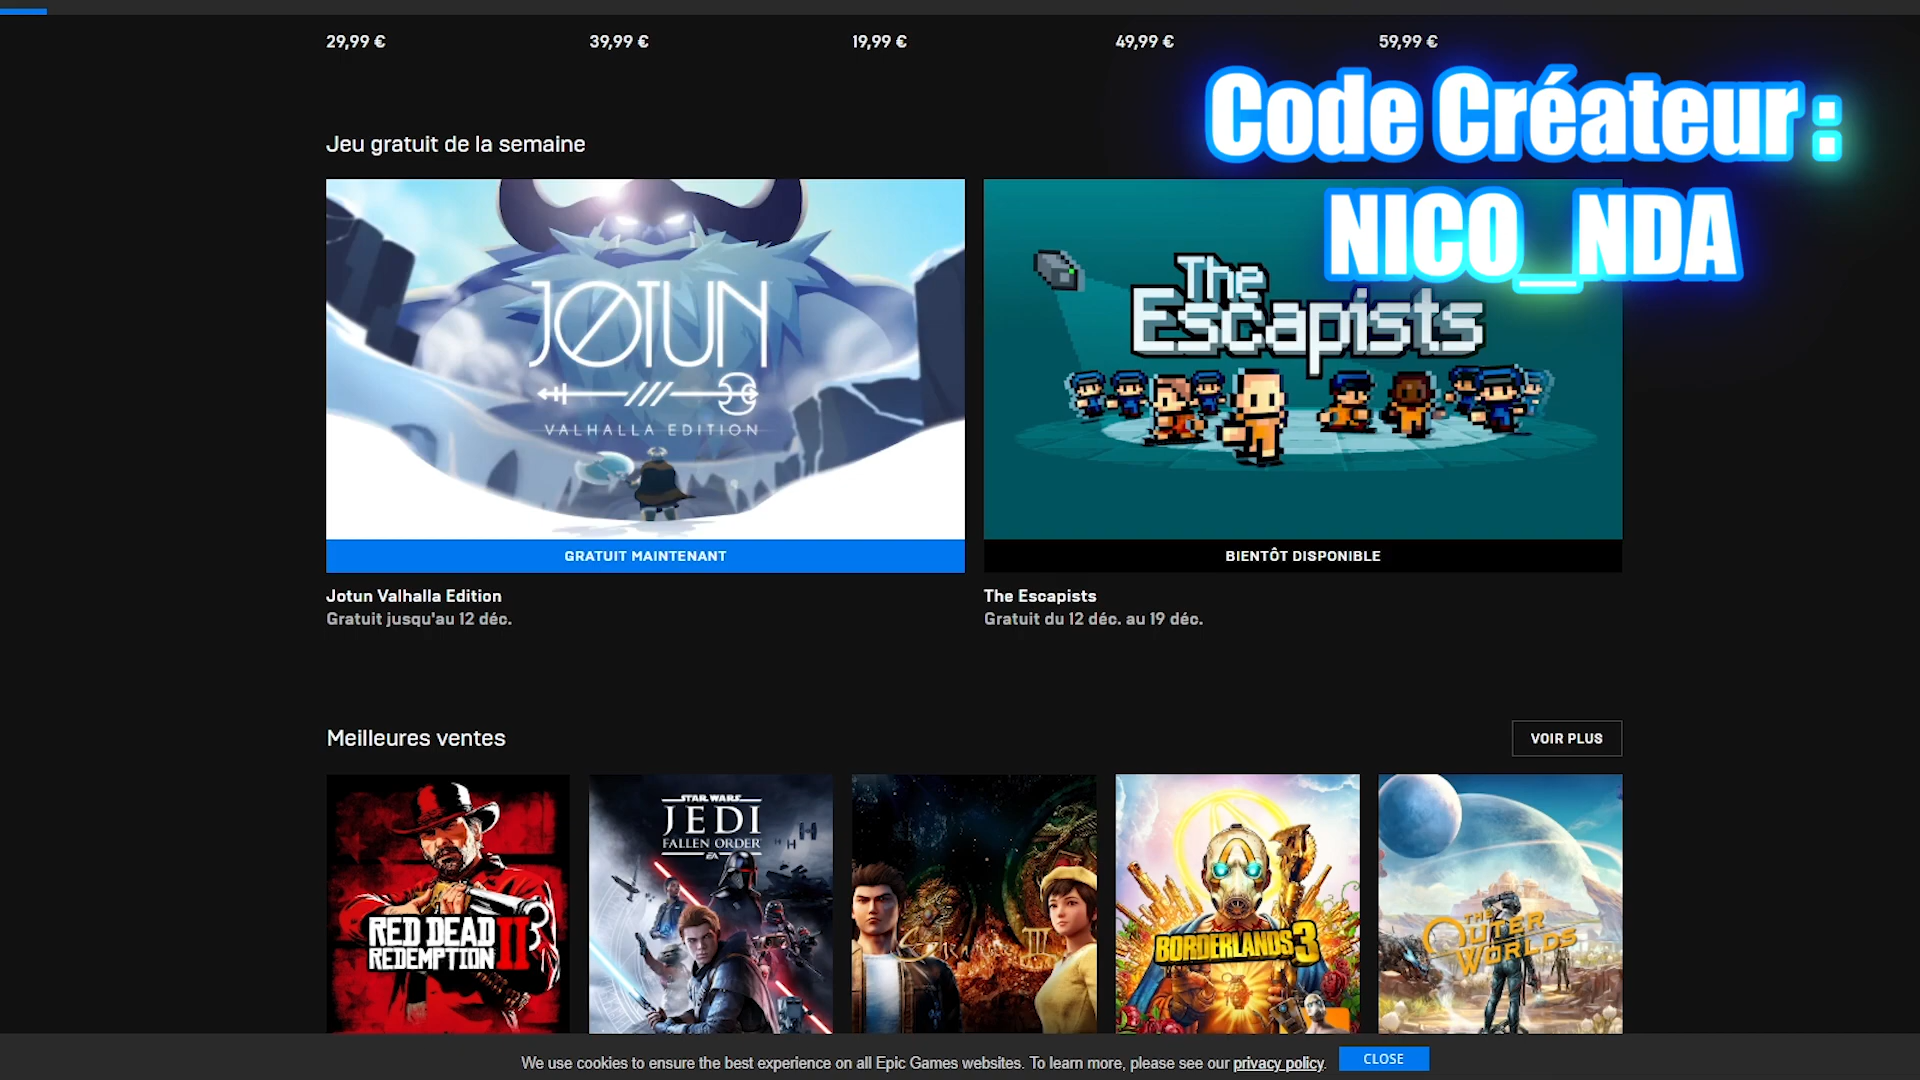 29,99 €
39,99 €
19,99 €
49,99 €
59,99 €
Code Créateur :
NICO_NDA
Jeu gratuit de la semaine
JOTUN
VALHALLA EDITION
The
Escapists
GRATUIT MAINTENANT
BIENTÔT DISPONIBLE
Jotun Valhalla Edition
Gratuit jusqu'au 12 déc.
The Escapists
Gratuit du 12 déc. au 19 déc.
Meilleures ventes
VOIR PLUS
RED DEAD
REDEMPTION II
STAR WARS
JEDI
FALLEN ORDER
EA
BORDERLANDS 3
THE
OUTER
WORLDS
We use cookies to ensure the best experience on all Epic Games websites. To learn more, please see our privacy policy.
CLOSE